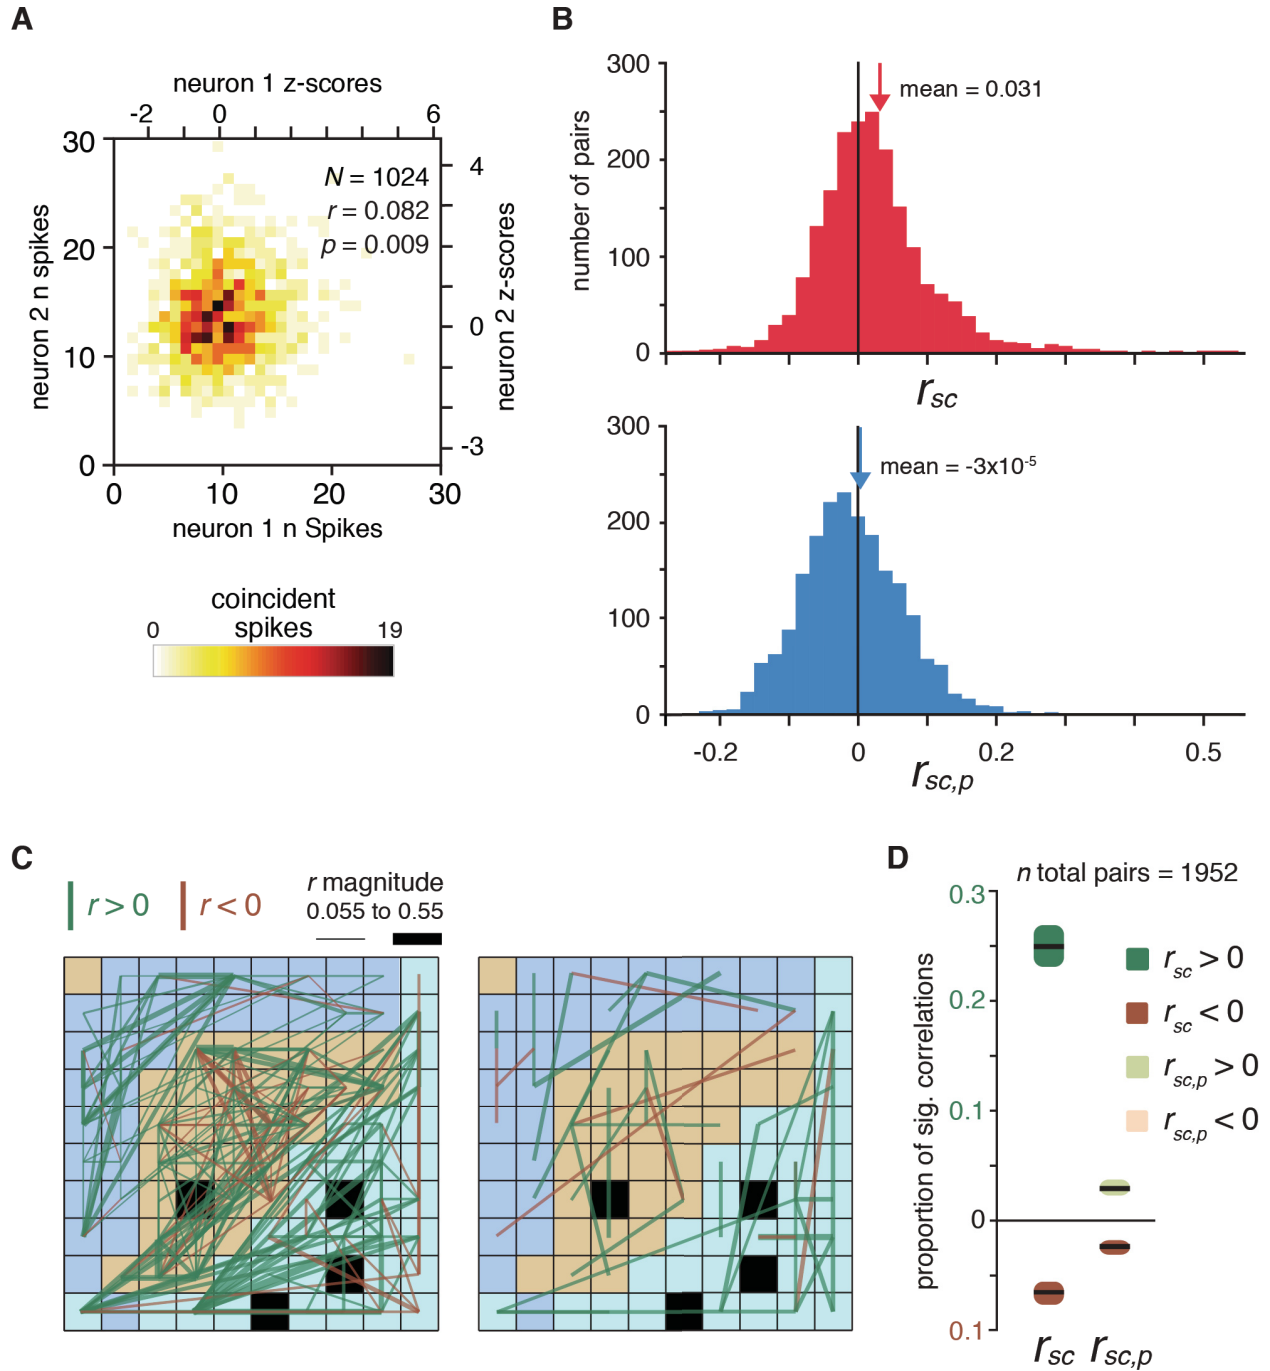 A
neuron 1 z-scores
-2 0 6
30
20
10
0
neuron 2 n spikes
N = 1024
r = 0.082
p = 0.009
4
0
-3
neuron 2 z-scores
0 10 20 30
neuron 1 n Spikes
coincident
spikes
0 19
B
300
200
100
0
number of pairs
mean = 0.031
rsc
300
200
100
0
mean = -3x10-5
-0.2 0 0.2 0.5
rsc,p
C
r > 0
r < 0
r magnitude
0.055 to 0.55
D
n total pairs = 1952
0.3
0.2
0.1
0
0.1
proportion of sig. correlations
rsc > 0
rsc < 0
rsc,p > 0
rsc,p < 0
rsc rsc,p